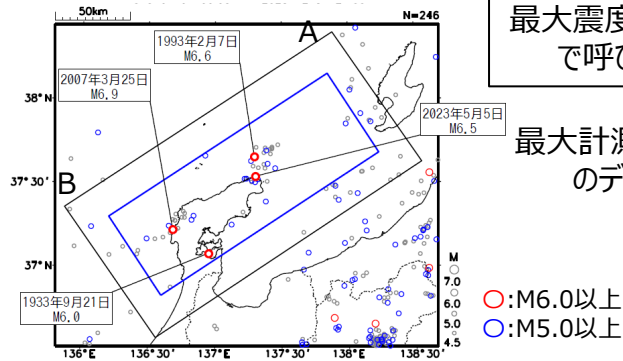 50km
A
N=246
最大震度
で呼び
1993年2月7日
M6.6
2007年3月25日
M6.9
38°N
2023年5月5日
M6.5
最大計測
のデ
37°30′
B
37°N
M
7.0
6.0
5.0
4.5
1933年9月21日
M6.0
○:M6.0以上
○:M5.0以上
136°E
136°30′
137°E
137°30′
138°E
138°30′